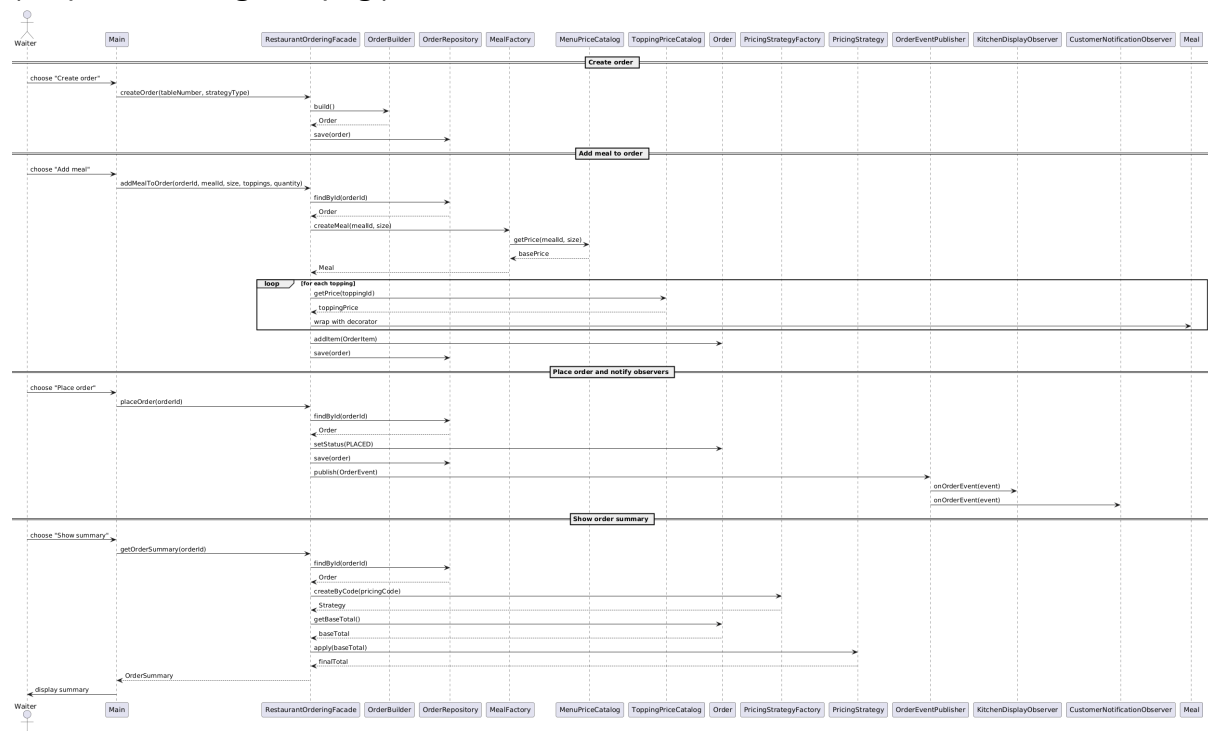 Waiter
Main
RestaurantOrderingFacade
OrderBuilder
OrderRepository
MealFactory
MenuPriceCatalog
ToppingPriceCatalog
Order
PricingStrategyFactory
PricingStrategy
OrderEventPublisher
KitchenDisplayObserver
CustomerNotificationObserver
Meal
Create order
choose "Create order"
createOrder(tableNumber, strategyType)
build()
Order
save(order)
Add meal to order
choose "Add meal"
addMealToOrder(orderId, mealId, size, toppings, quantity)
findById(orderId)
Order
createMeal(mealId, size)
getPrice(mealId, size)
basePrice
Meal
loop [for each topping]
getPrice(toppingId)
toppingPrice
wrap with decorator
addItem(OrderItem)
save(order)
Place order and notify observers
choose "Place order"
placeOrder(orderId)
findById(orderId)
Order
setStatus(PLACED)
save(order)
publish(OrderEvent)
onOrderEvent(event)
onOrderEvent(event)
Show order summary
choose "Show summary"
getOrderSummary(orderId)
findById(orderId)
Order
createByCode(pricingCode)
Strategy
getBaseTotal()
baseTotal
apply(baseTotal)
finalTotal
OrderSummary
display summary
Waiter
Main
RestaurantOrderingFacade
OrderBuilder
OrderRepository
MealFactory
MenuPriceCatalog
ToppingPriceCatalog
Order
PricingStrategyFactory
PricingStrategy
OrderEventPublisher
KitchenDisplayObserver
CustomerNotificationObserver
Meal